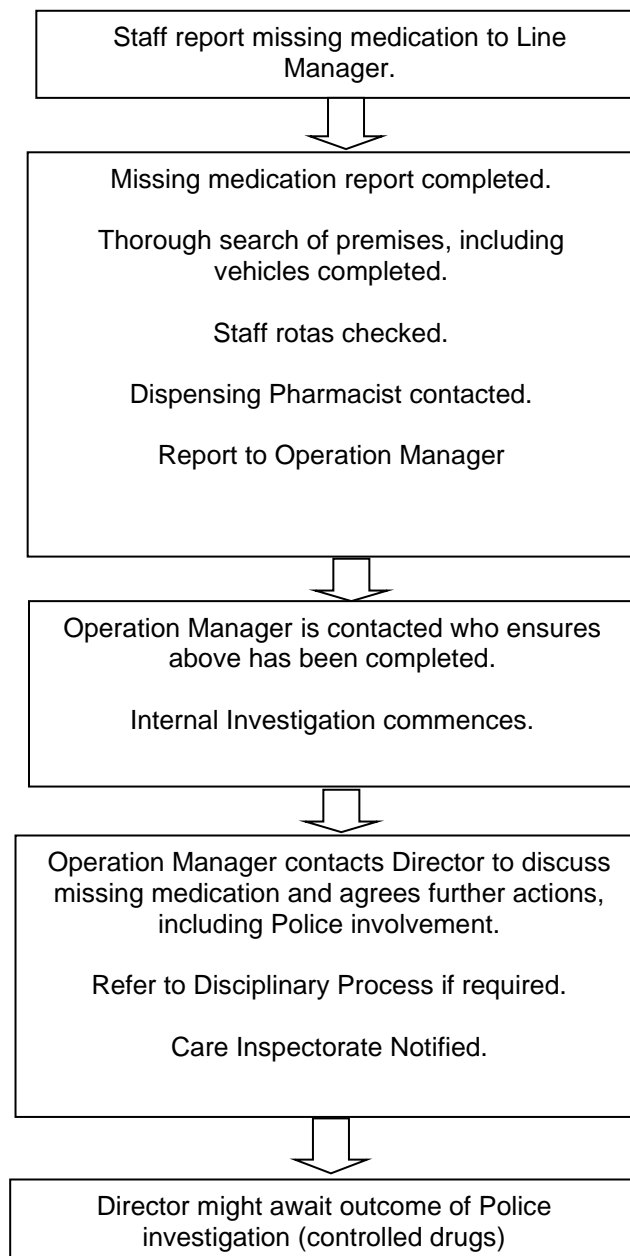 Staff report missing medication to Line
Manager.
Missing medication report completed.
Thorough search of premises, including
vehicles completed.
Staff rotas checked.
Dispensing Pharmacist contacted.
Report to Operation Manager
Operation Manager is contacted who ensures
above has been completed.
Internal Investigation commences.
Operation Manager contacts Director to discuss
missing medication and agrees further actions,
including Police involvement.
Refer to Disciplinary Process if required.
Care Inspectorate Notified.
Director might await outcome of Police
investigation (controlled drugs)